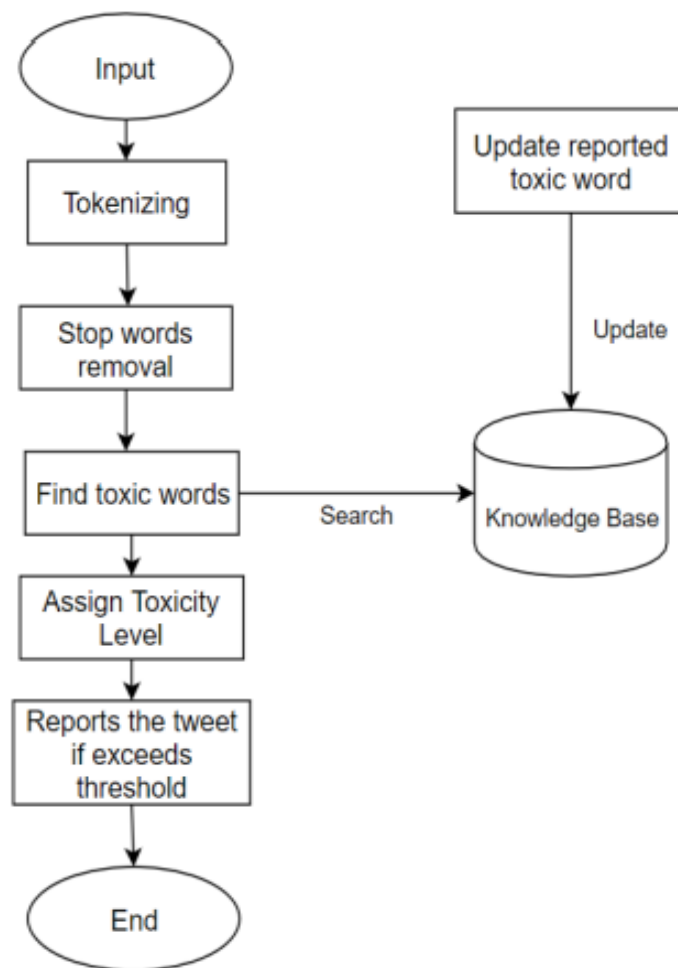 Input
Tokenizing
Stop words
removal
Find toxic words
Assign Toxicity
Level
Reports the tweet
if exceeds
threshold
End
Search
Update reported
toxic word
Update
Knowledge Base